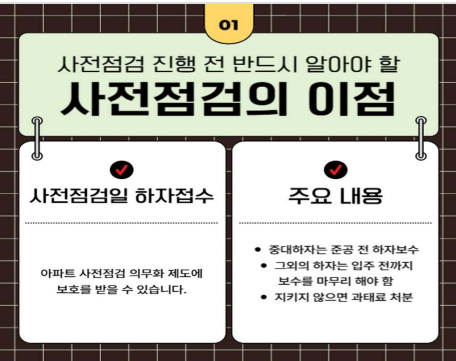 01
사전점검 진행 전 반드시 알아야 할
사전점검의 이점
사전점검일 하자접수
아파트 사전점검 의무화 제도에
보호를 받을 수 있습니다.
주요 내용
• 중대하자는 준공 전 하자보수
• 그외의 하자는 입주 전까지
보수를 마무리 해야 함
• 지키지 않으면 과태료 처분